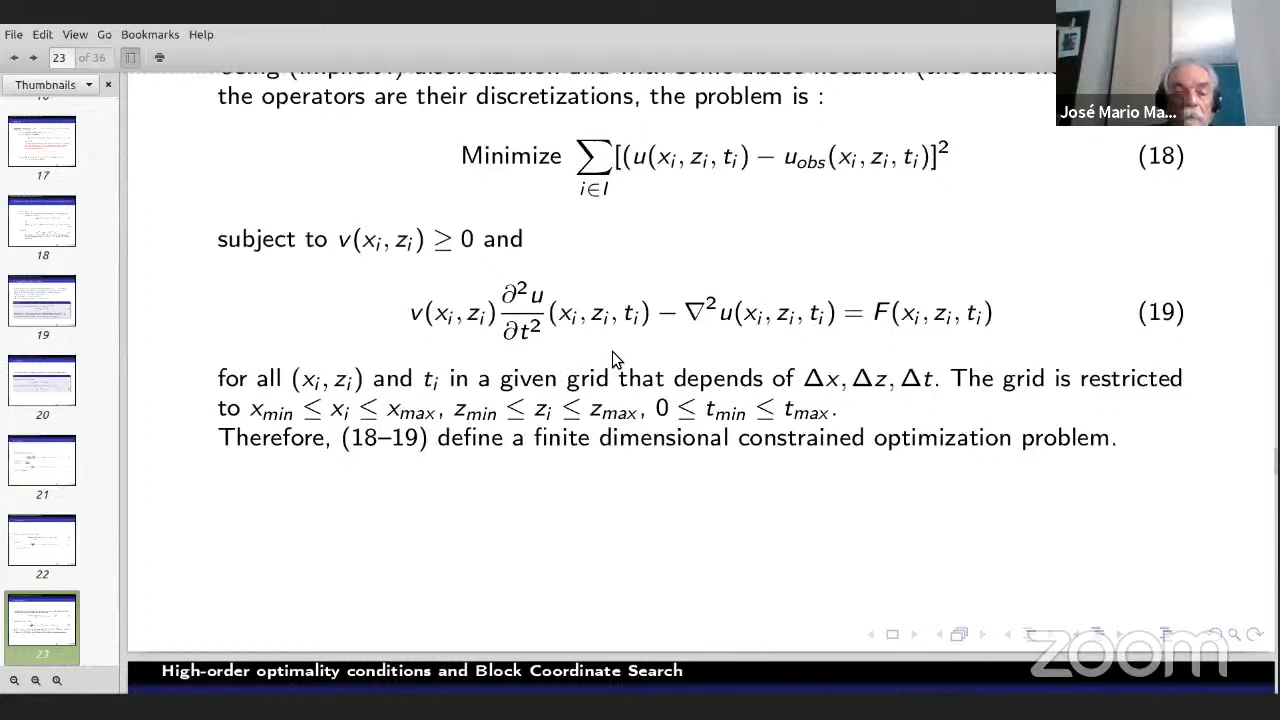 File Edit View Go Bookmarks Help
23 of 36
Thumbnails
the operators are their discretizations, the problem is :
José Mario Ma...
Minimize ∑_{i∈I} [(u(x_i, z_i, t_i) − u_{obs}(x_i, z_i, t_i)]^2 (18)
subject to v(x_i, z_i) ≥ 0 and
v(x_i, z_i) ∂^2u/∂t^2 (x_i, z_i, t_i) − ∇^2u(x_i, z_i, t_i) = F(x_i, z_i, t_i) (19)
for all (x_i, z_i) and t_i in a given grid that depends of Δx, Δz, Δt. The grid is restricted
to x_{min} ≤ x_i ≤ x_{max}, z_{min} ≤ z_i ≤ z_{max}, 0 ≤ t_{min} ≤ t_{max}.
Therefore, (18–19) define a finite dimensional constrained optimization problem.
17
18
19
20
21
22
23
zoom
High-order optimality conditions and Block Coordinate Search